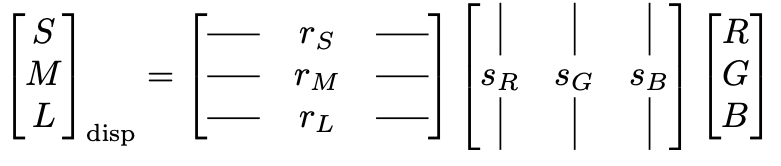 [S M L]_disp = [— r_S —; — r_M —; — r_L —] [| | |; s_R s_G s_B; | | |] [R G B]